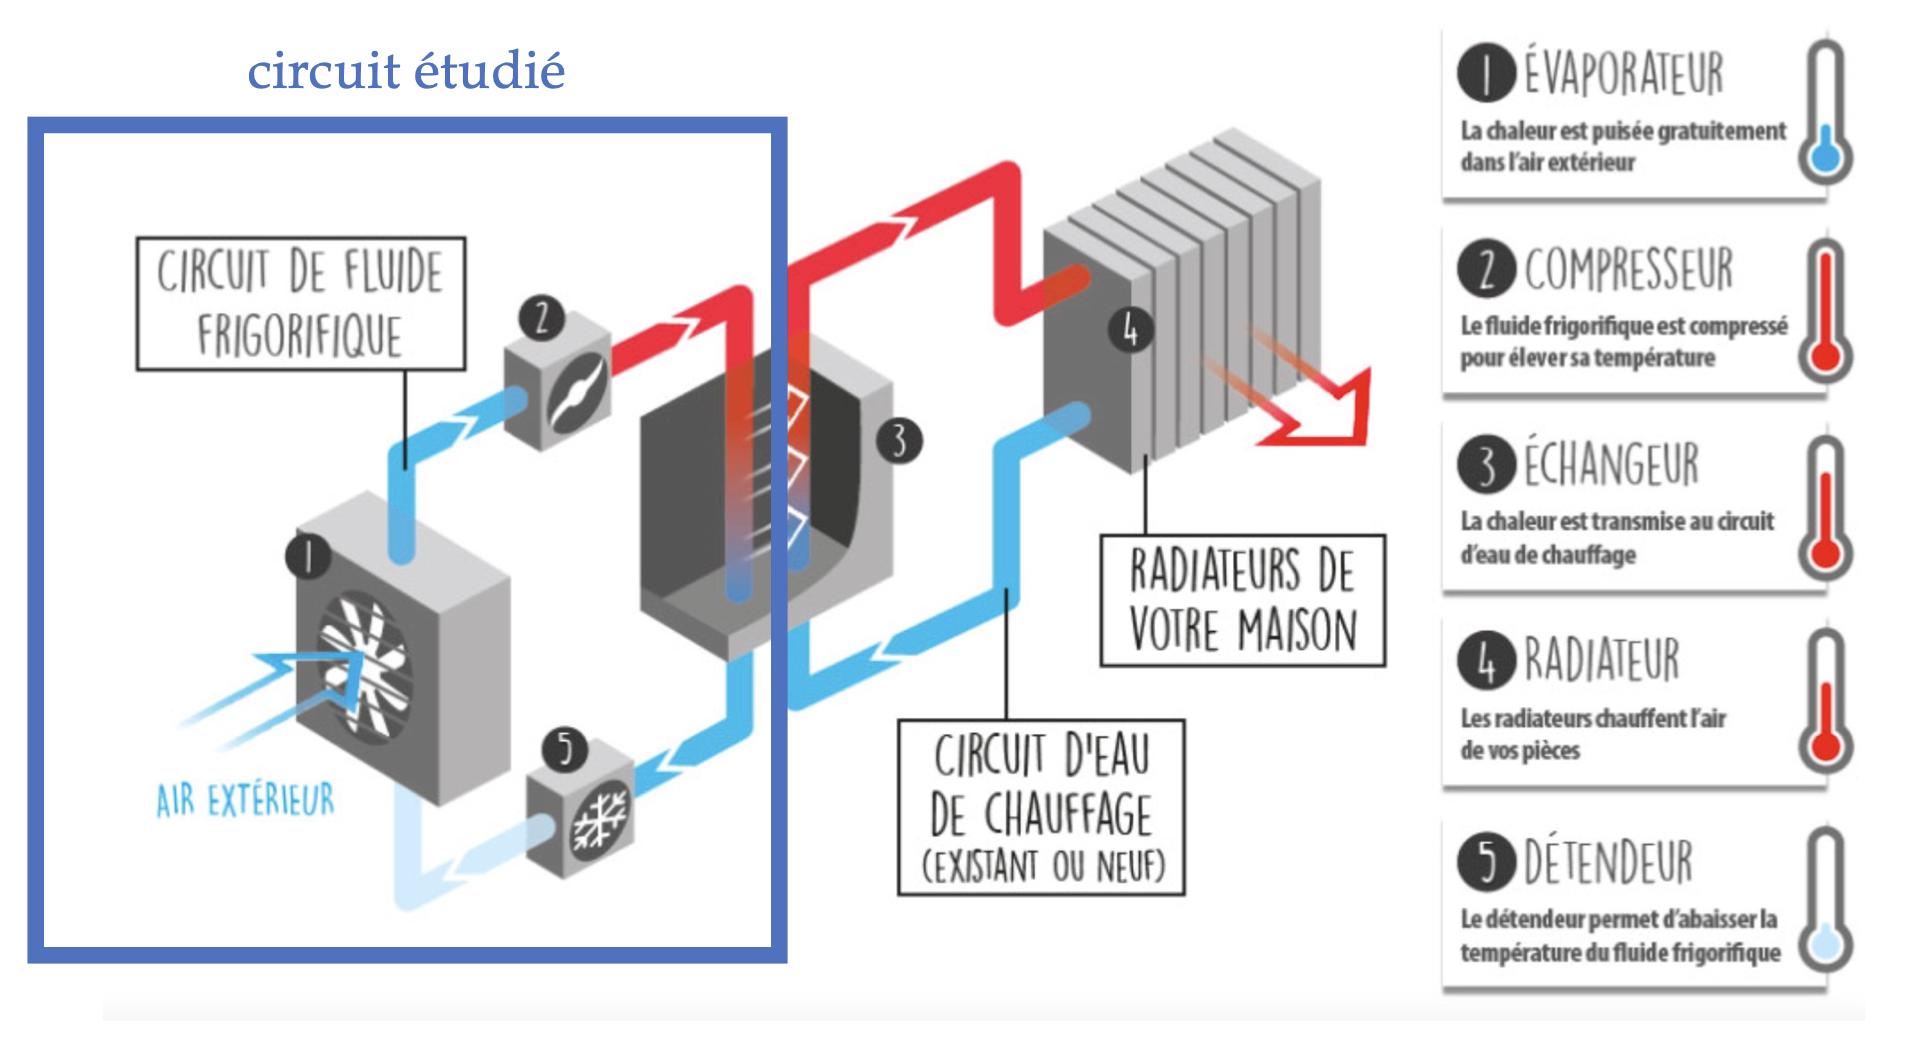 circuit étudié
CIRCUIT DE FLUIDE
FRIGORIFIQUE
1
2
3
4
5
AIR EXTÉRIEUR
RADIATEURS DE
VOTRE MAISON
CIRCUIT D'EAU
DE CHAUFFAGE
(EXISTANT OU NEUF)
1 ÉVAPORATEUR
La chaleur est puisée gratuitement
dans l'air extérieur
2 COMPRESSEUR
Le fluide frigorifique est compressé
pour élever sa température
3 ÉCHANGEUR
La chaleur est transmise au circuit
d'eau de chauffage
4 RADIATEUR
Les radiateurs chauffent l'air
de vos pièces
5 DÉTENDEUR
Le détendeur permet d'abaisser la
température du fluide frigorifique